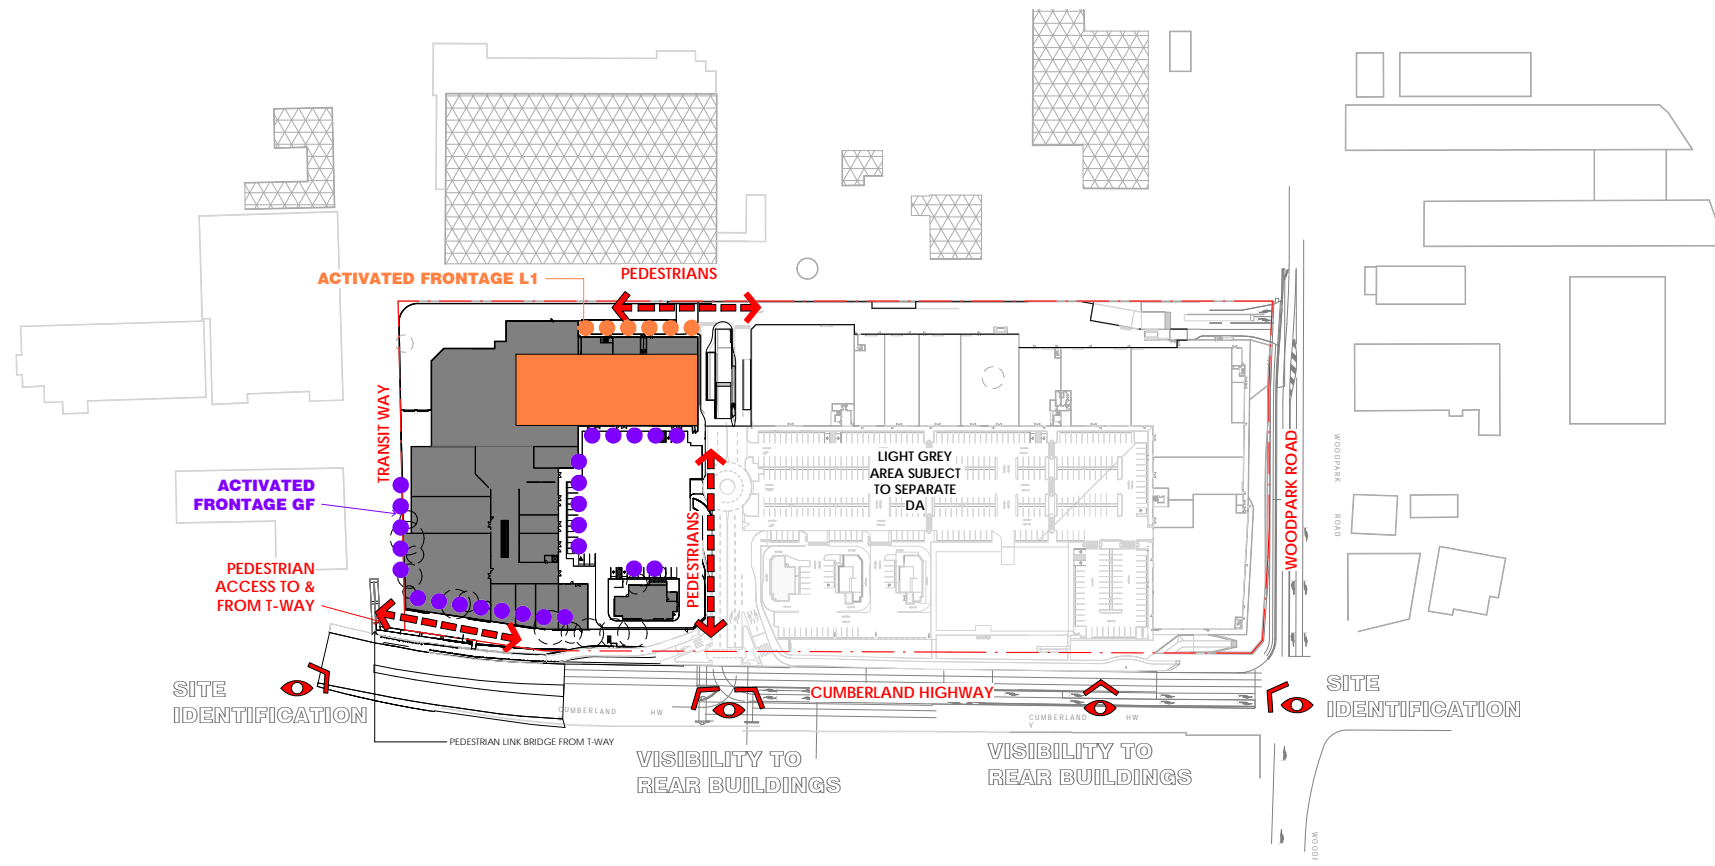 PEDESTRIANS
ACTIVATED FRONTAGE L1
TRANSIT WAY
ACTIVATED
FRONTAGE GF
LIGHT GREY
AREA SUBJECT
TO SEPARATE
DA
PEDESTRIANS
WOODPARK ROAD
WOODPARK
ROAD
PEDESTRIAN
ACCESS TO &
FROM T-WAY
SITE
IDENTIFICATION
CUMBERLAND HIGHWAY
SITE
IDENTIFICATION
CUMBERLAND
HW
CUMBERLAND
HW
Y
PEDESTRIAN LINK BRIDGE FROM T-WAY
VISIBILITY TO
REAR BUILDINGS
VISIBILITY TO
REAR BUILDINGS